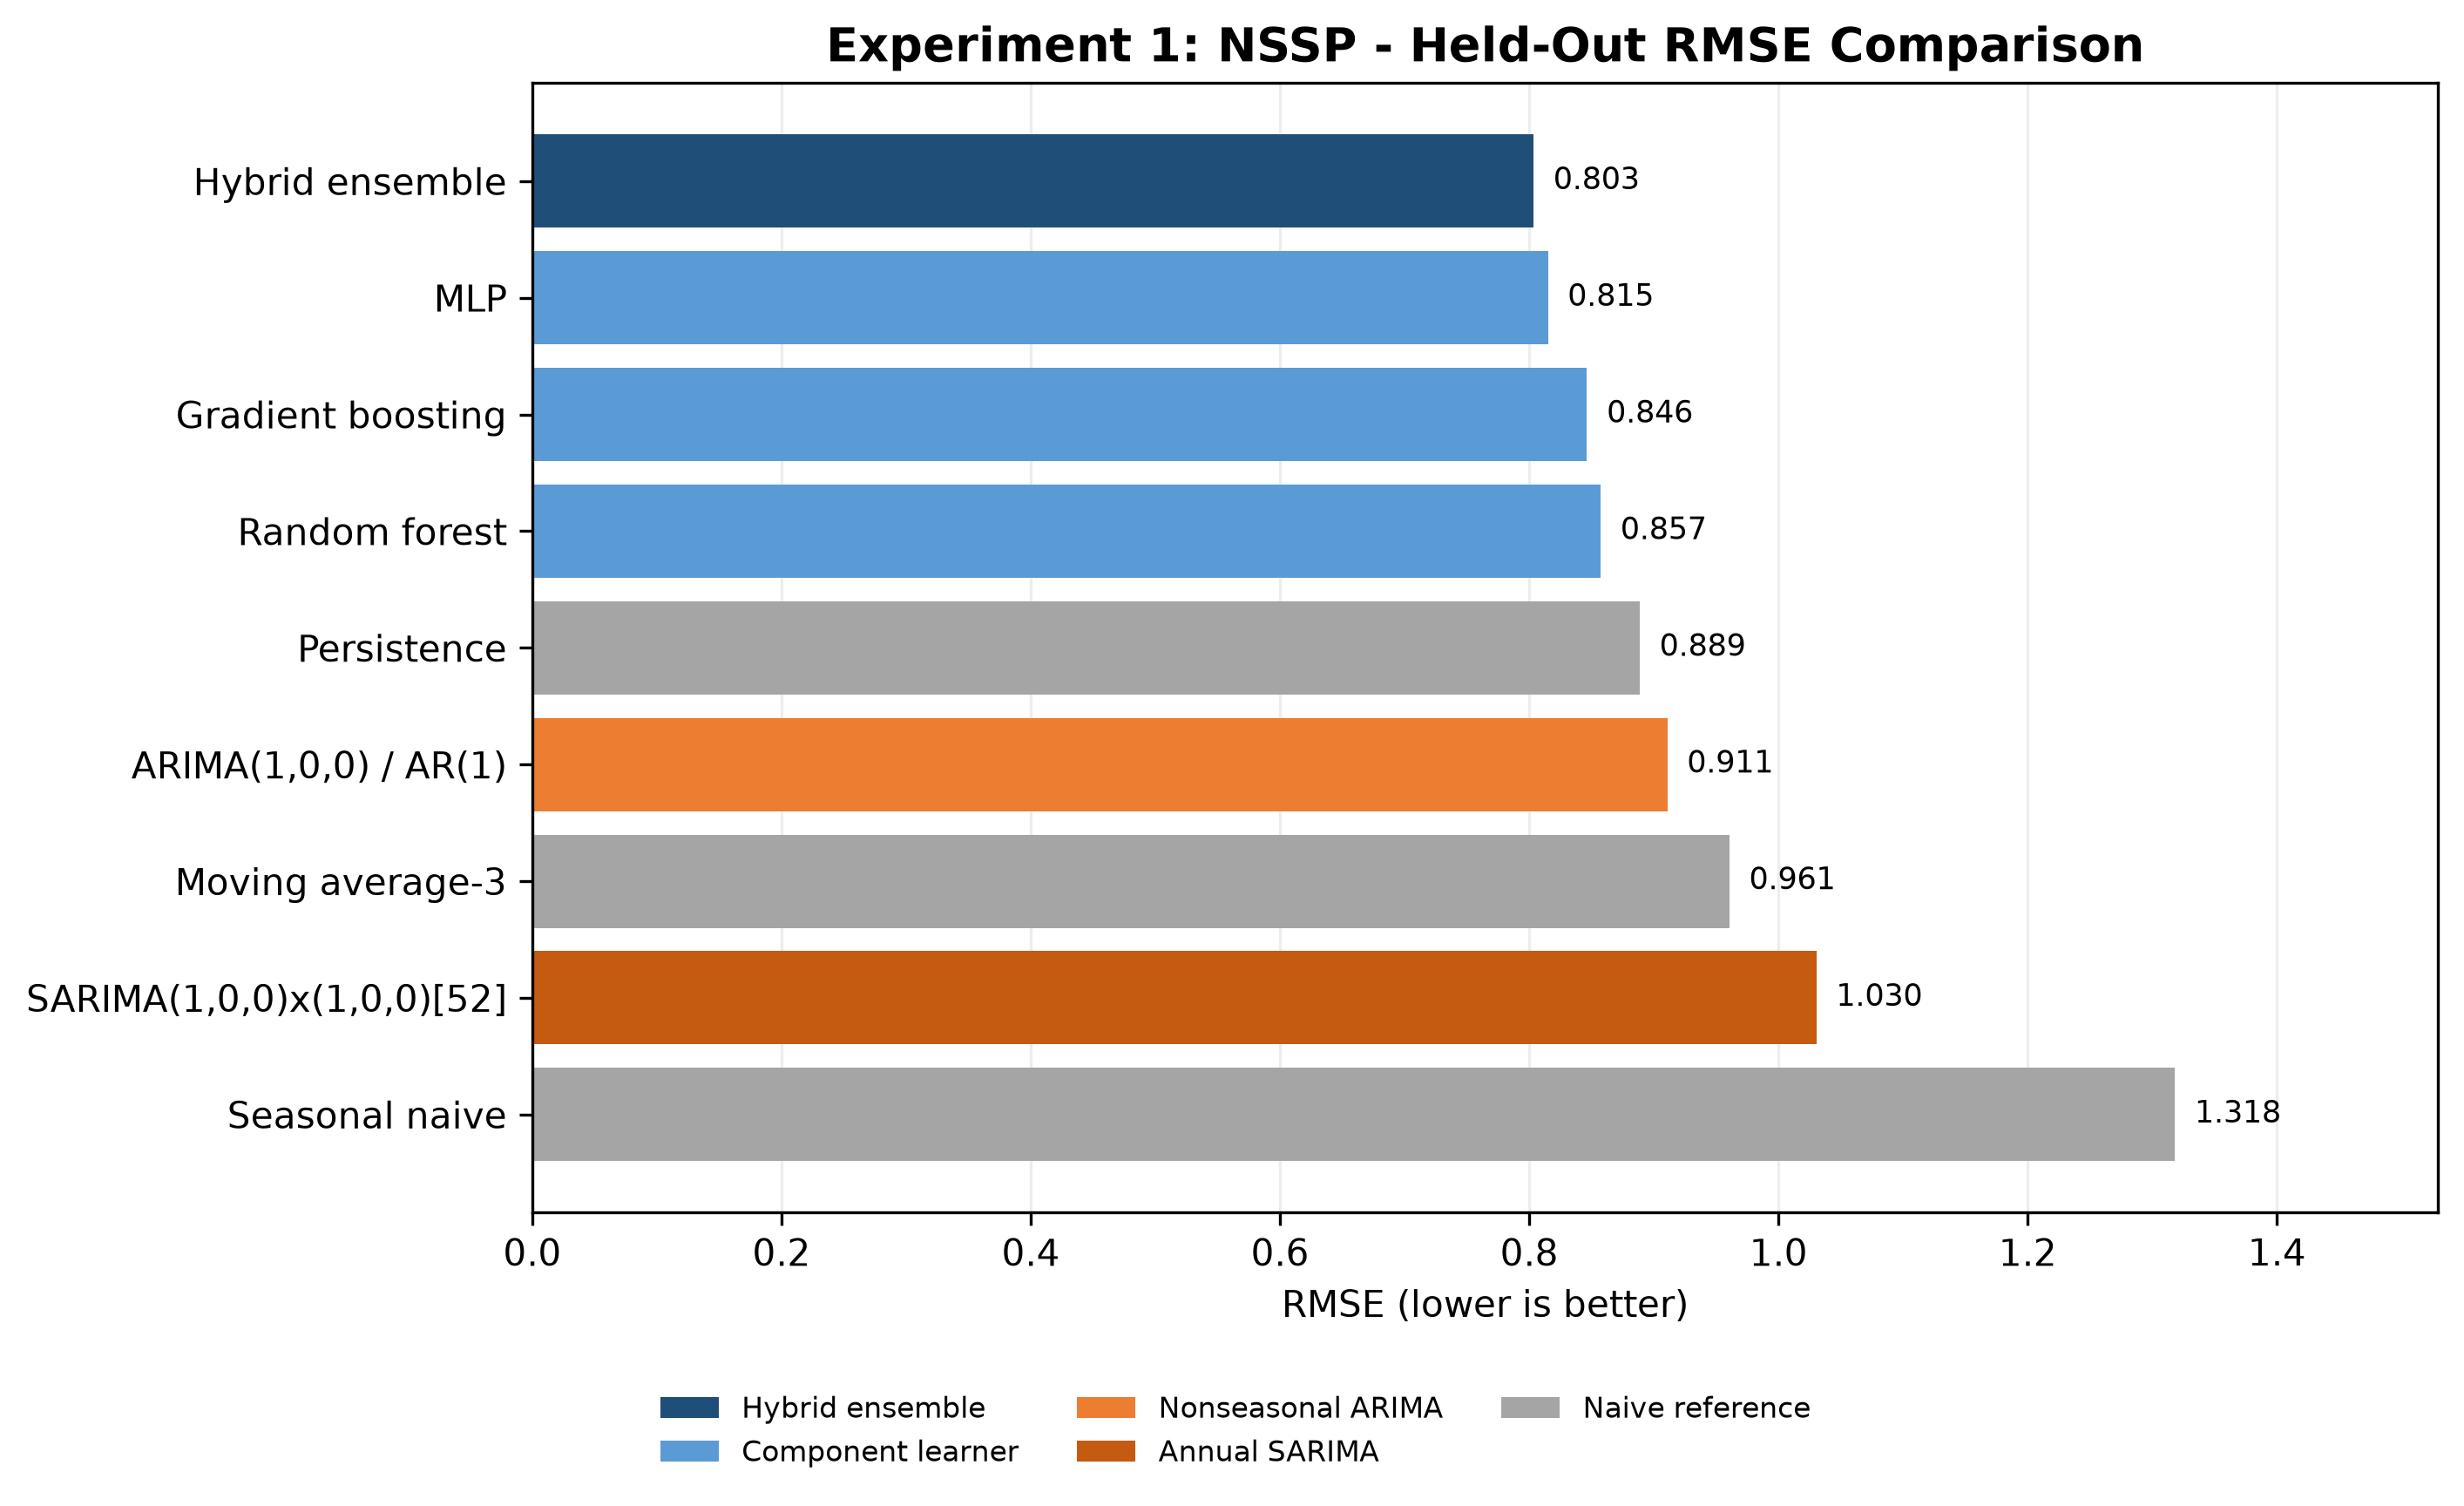 Experiment 1: NSSP - Held-Out RMSE Comparison
Hybrid ensemble 0.803
MLP 0.815
Gradient boosting 0.846
Random forest 0.857
Persistence 0.889
ARIMA(1,0,0) / AR(1) 0.911
Moving average-3 0.961
SARIMA(1,0,0)x(1,0,0)[52] 1.030
Seasonal naive 1.318
0.0 0.2 0.4 0.6 0.8 1.0 1.2 1.4
RMSE (lower is better)
Hybrid ensemble Nonseasonal ARIMA Naive reference
Component learner Annual SARIMA